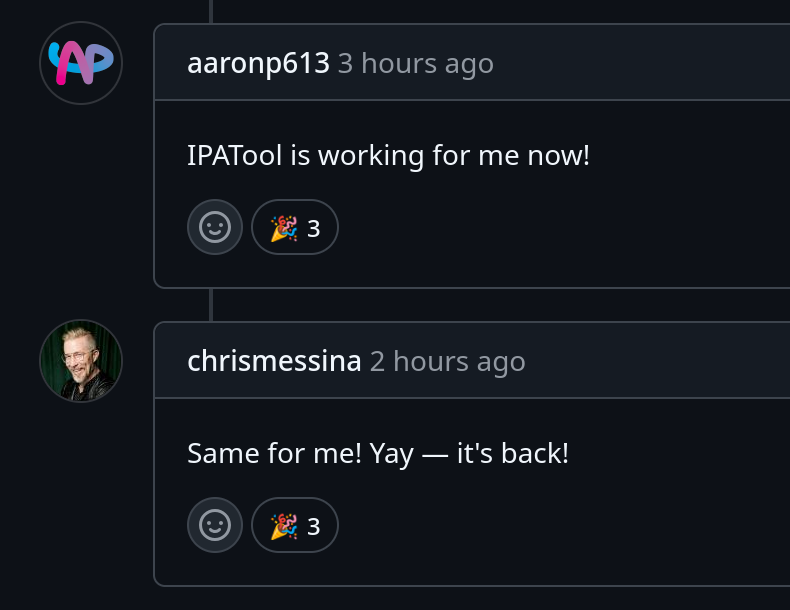 AP
aaronp613 3 hours ago
IPATool is working for me now!
🎉 3
chrismessina 2 hours ago
Same for me! Yay — it's back!
🎉 3